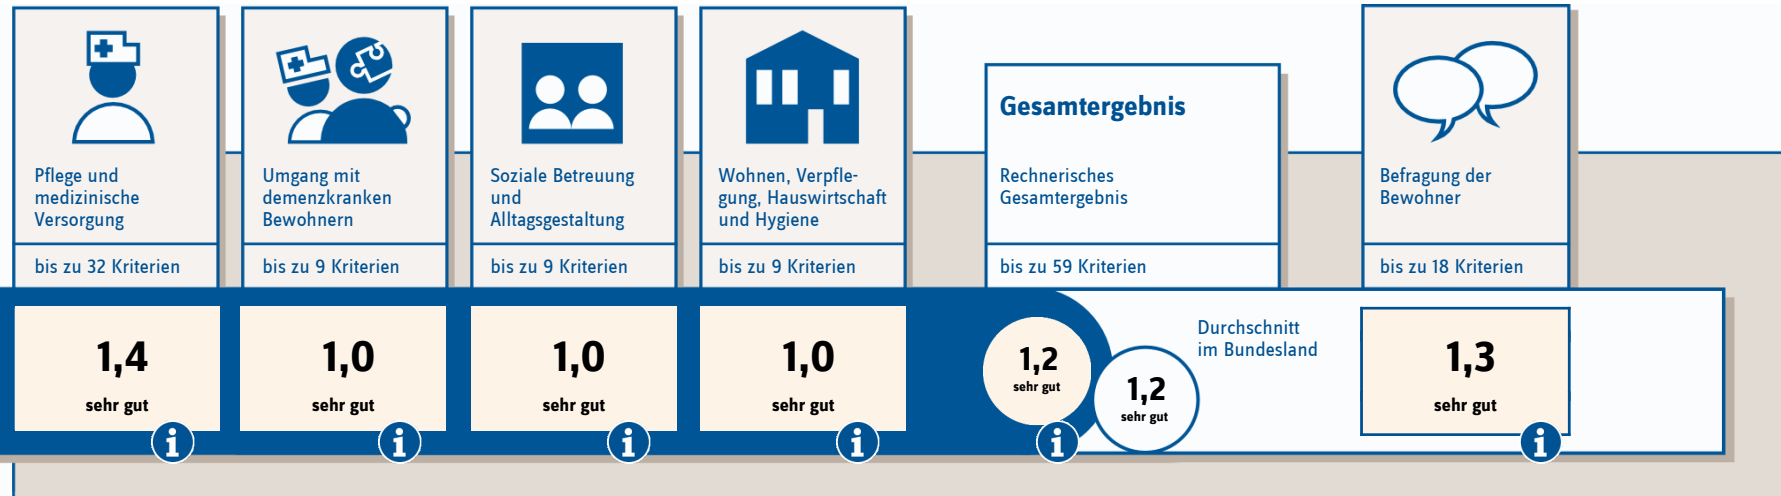 Pflege und
medizinische
Versorgung
bis zu 32 Kriterien
1,4
sehr gut
i
Umgang mit
demenzkranken
Bewohnern
bis zu 9 Kriterien
1,0
sehr gut
i
Soziale Betreuung
und
Alltagsgestaltung
bis zu 9 Kriterien
1,0
sehr gut
i
Wohnen, Verpfle-
gung, Hauswirtschaft
und Hygiene
bis zu 9 Kriterien
1,0
sehr gut
i
Gesamtergebnis
Rechnerisches
Gesamtergebnis
bis zu 59 Kriterien
1,2
sehr gut
i
1,2
sehr gut
Durchschnitt
im Bundesland
Befragung der
Bewohner
bis zu 18 Kriterien
1,3
sehr gut
i